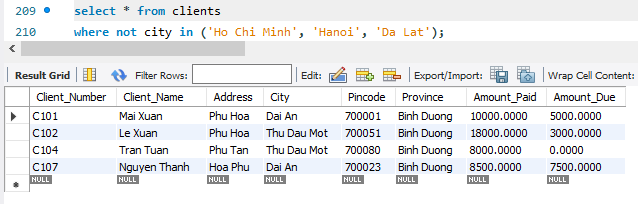 209 select * from clients
210 where not city in ('Ho Chi Minh', 'Hanoi', 'Da Lat');
Result Grid Filter Rows: Edit: Export/Import: Wrap Cell Content:
Client_Number Client_Name Address City Pincode Province Amount_Paid Amount_Due
C101 Mai Xuan Phu Hoa Dai An 700001 Binh Duong 10000.0000 5000.0000
C102 Le Xuan Phu Hoa Thu Dau Mot 700051 Binh Duong 18000.0000 3000.0000
C104 Tran Tuan Phu Tan Thu Dau Mot 700080 Binh Duong 8000.0000 0.0000
C107 Nguyen Thanh Hoa Phu Dai An 700023 Binh Duong 8500.0000 7500.0000
NULL NULL NULL NULL NULL NULL NULL NULL